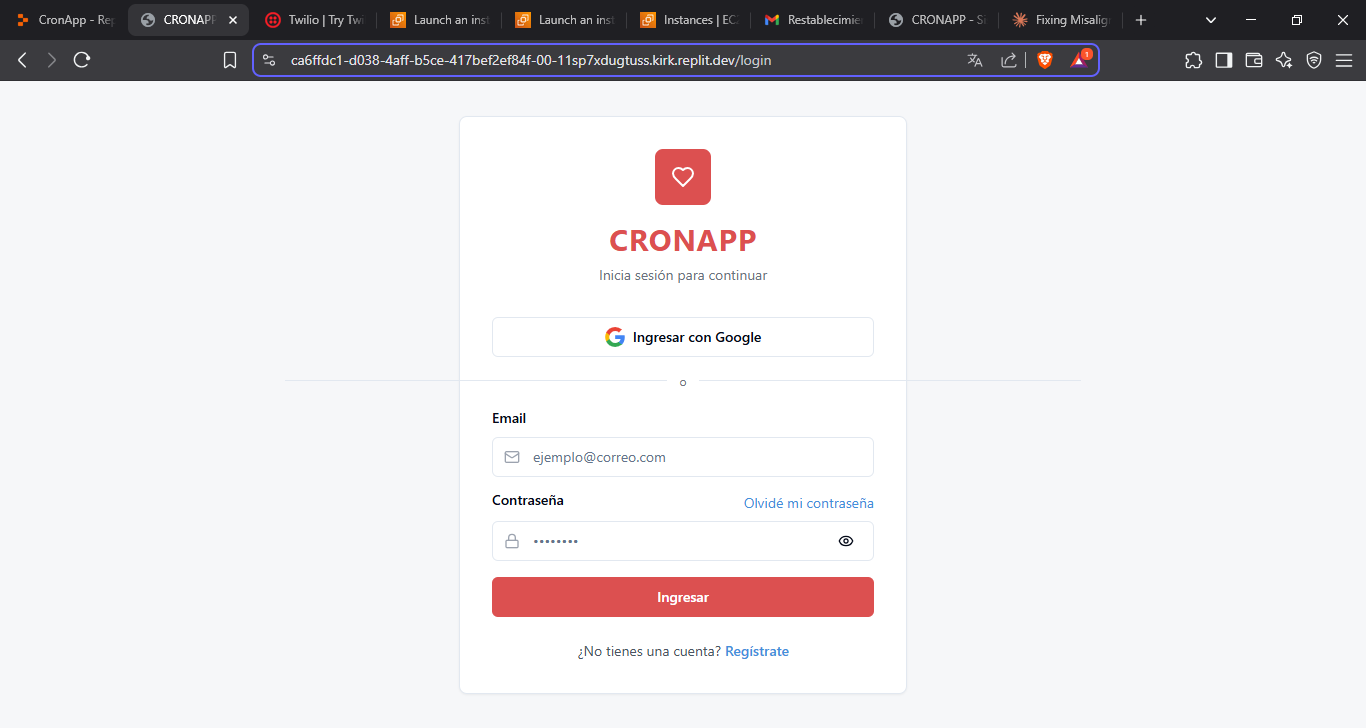 CronApp - Rep
CRONAPP
Twilio | Try Twi
Launch an inst
Launch an inst
Instances | EC2
Restablecimie
CRONAPP - Si
Fixing Misalig
ca6ffdc1-d038-4aff-b5ce-417bef2ef84f-00-11sp7xdugtuss.kirk.replit.dev/login
1
CRONAPP
Inicia sesión para continuar
Ingresar con Google
o
Email
ejemplo@correo.com
Contraseña
Olvidé mi contraseña
••••••••
Ingresar
¿No tienes una cuenta? Regístrate